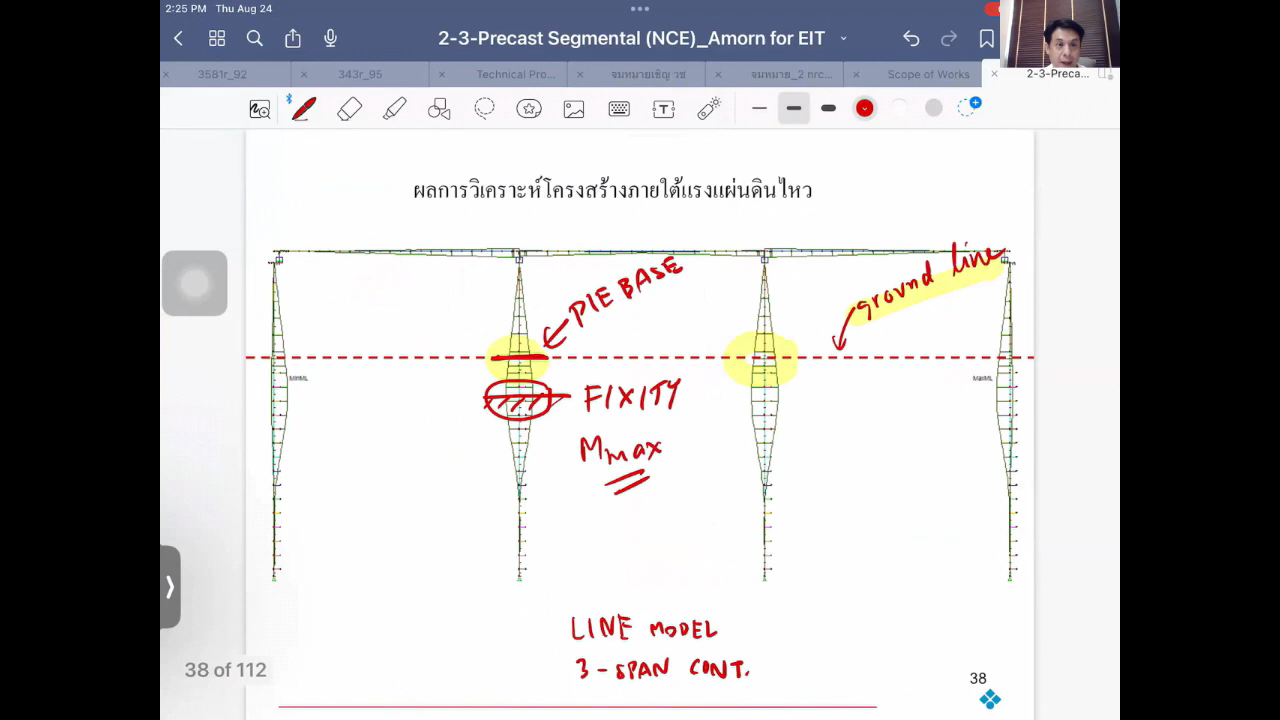 2:25 PM Thu Aug 24
2-3-Precast Segmental (NCE)_Amorn for EIT
3581r_92
343r_95
Technical Pro...
จมหมายเชิญ วช
จมหมาย_2 nrc...
Scope of Works
2-3-Preca...
ผลการวิเคราะห์โครงสร้างภายใต้แรงแผ่นดินไหว
ground line
PIE BASE
FIXITY
Mmax
LINE MODEL
3-SPAN CONT.
38 of 112
38